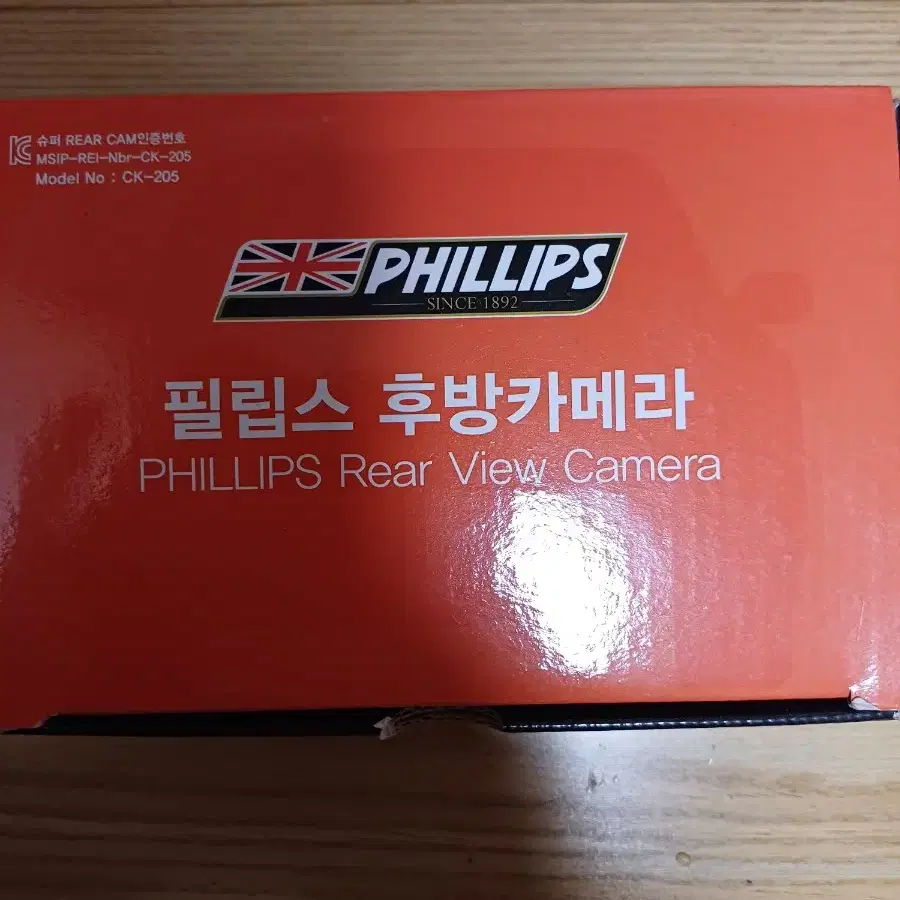 슈퍼 REAR CAM인증번호
MSIP-REI-Nbr-CK-205
Model No : CK-205
PHILLIPS
SINCE 1892
필립스 후방카메라
PHILLIPS Rear View Camera